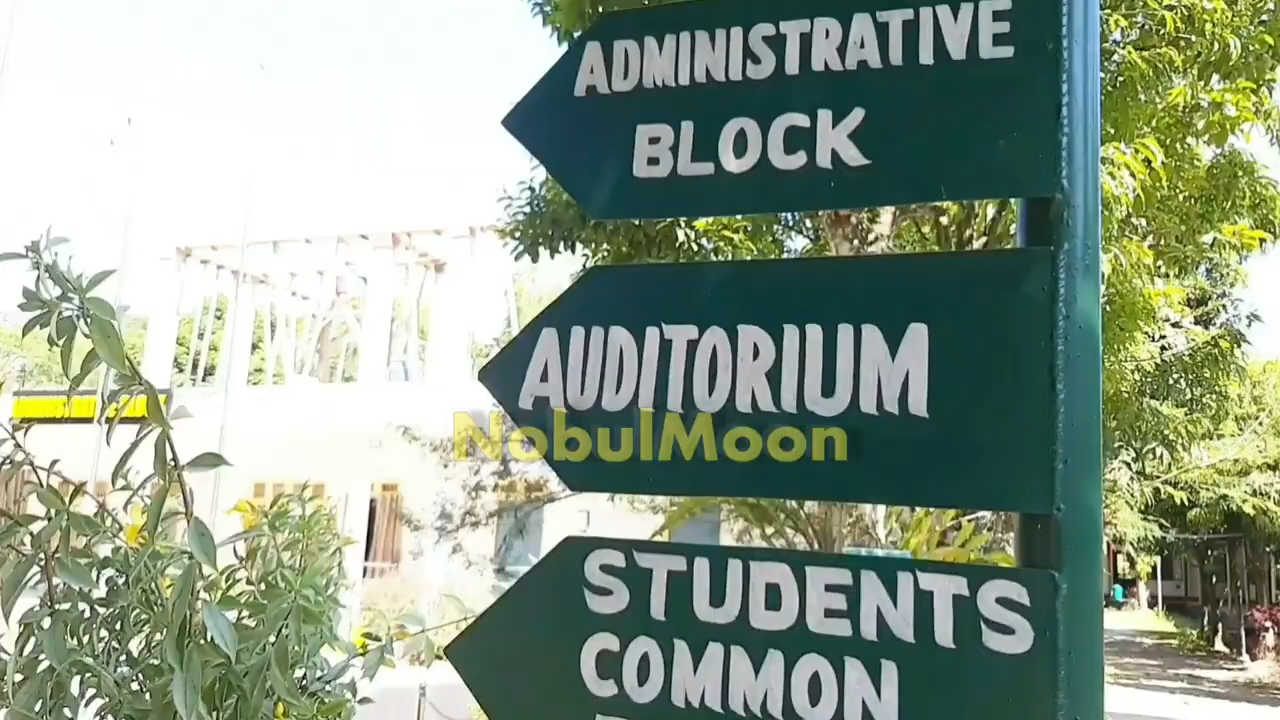 ADMINISTRATIVE
BLOCK
AUDITORIUM
NobulMoon
STUDENTS
COMMON